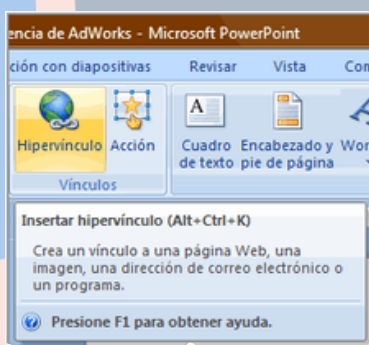 encia de AdWorks - Microsoft PowerPoint
ción con diapositivas Revisar Vista Con
Hipervínculo Acción Cuadro de texto Encabezado y pie de página Wor
Vínculos
Insertar hipervínculo (Alt+Ctrl+K)
Crea un vínculo a una página Web, una
imagen, una dirección de correo electrónico o
un programa.
Presione F1 para obtener ayuda.